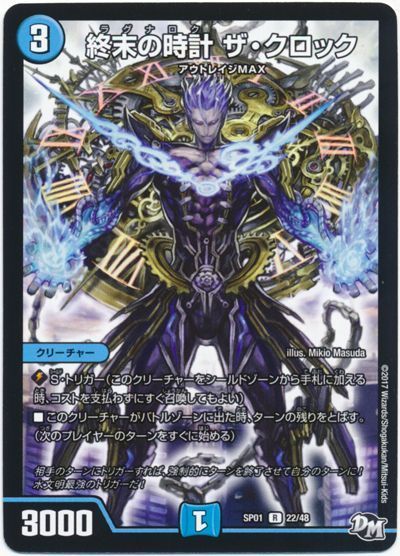 3
ラグナロク
終末の時計 ザ・クロック
アウトレイジMAX
クリーチャー
illus. Mikio Masuda
S・トリガー(このクリーチャーをシールドゾーンから手札に加える
時、コストを支払わずにすぐ召喚してもよい)
■このクリーチャーがバトルゾーンに出た時、ターンの残りをとばす。
(次のプレイヤーのターンをすぐに始める)
相手のターンにトリガーすれば、強制的にターンを終了させて自分のターンに!
水文明最強のトリガーだ!
©2017 Wizards/Shogakukan/Mitsui-Kids
3000
1
SP01 R 22/48
DM